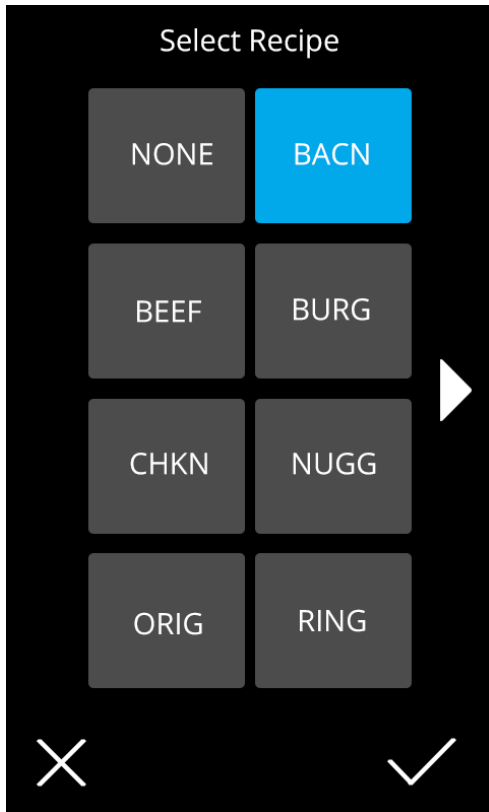 Select Recipe
NONE
BACN
BEEF
BURG
CHKN
NUGG
ORIG
RING